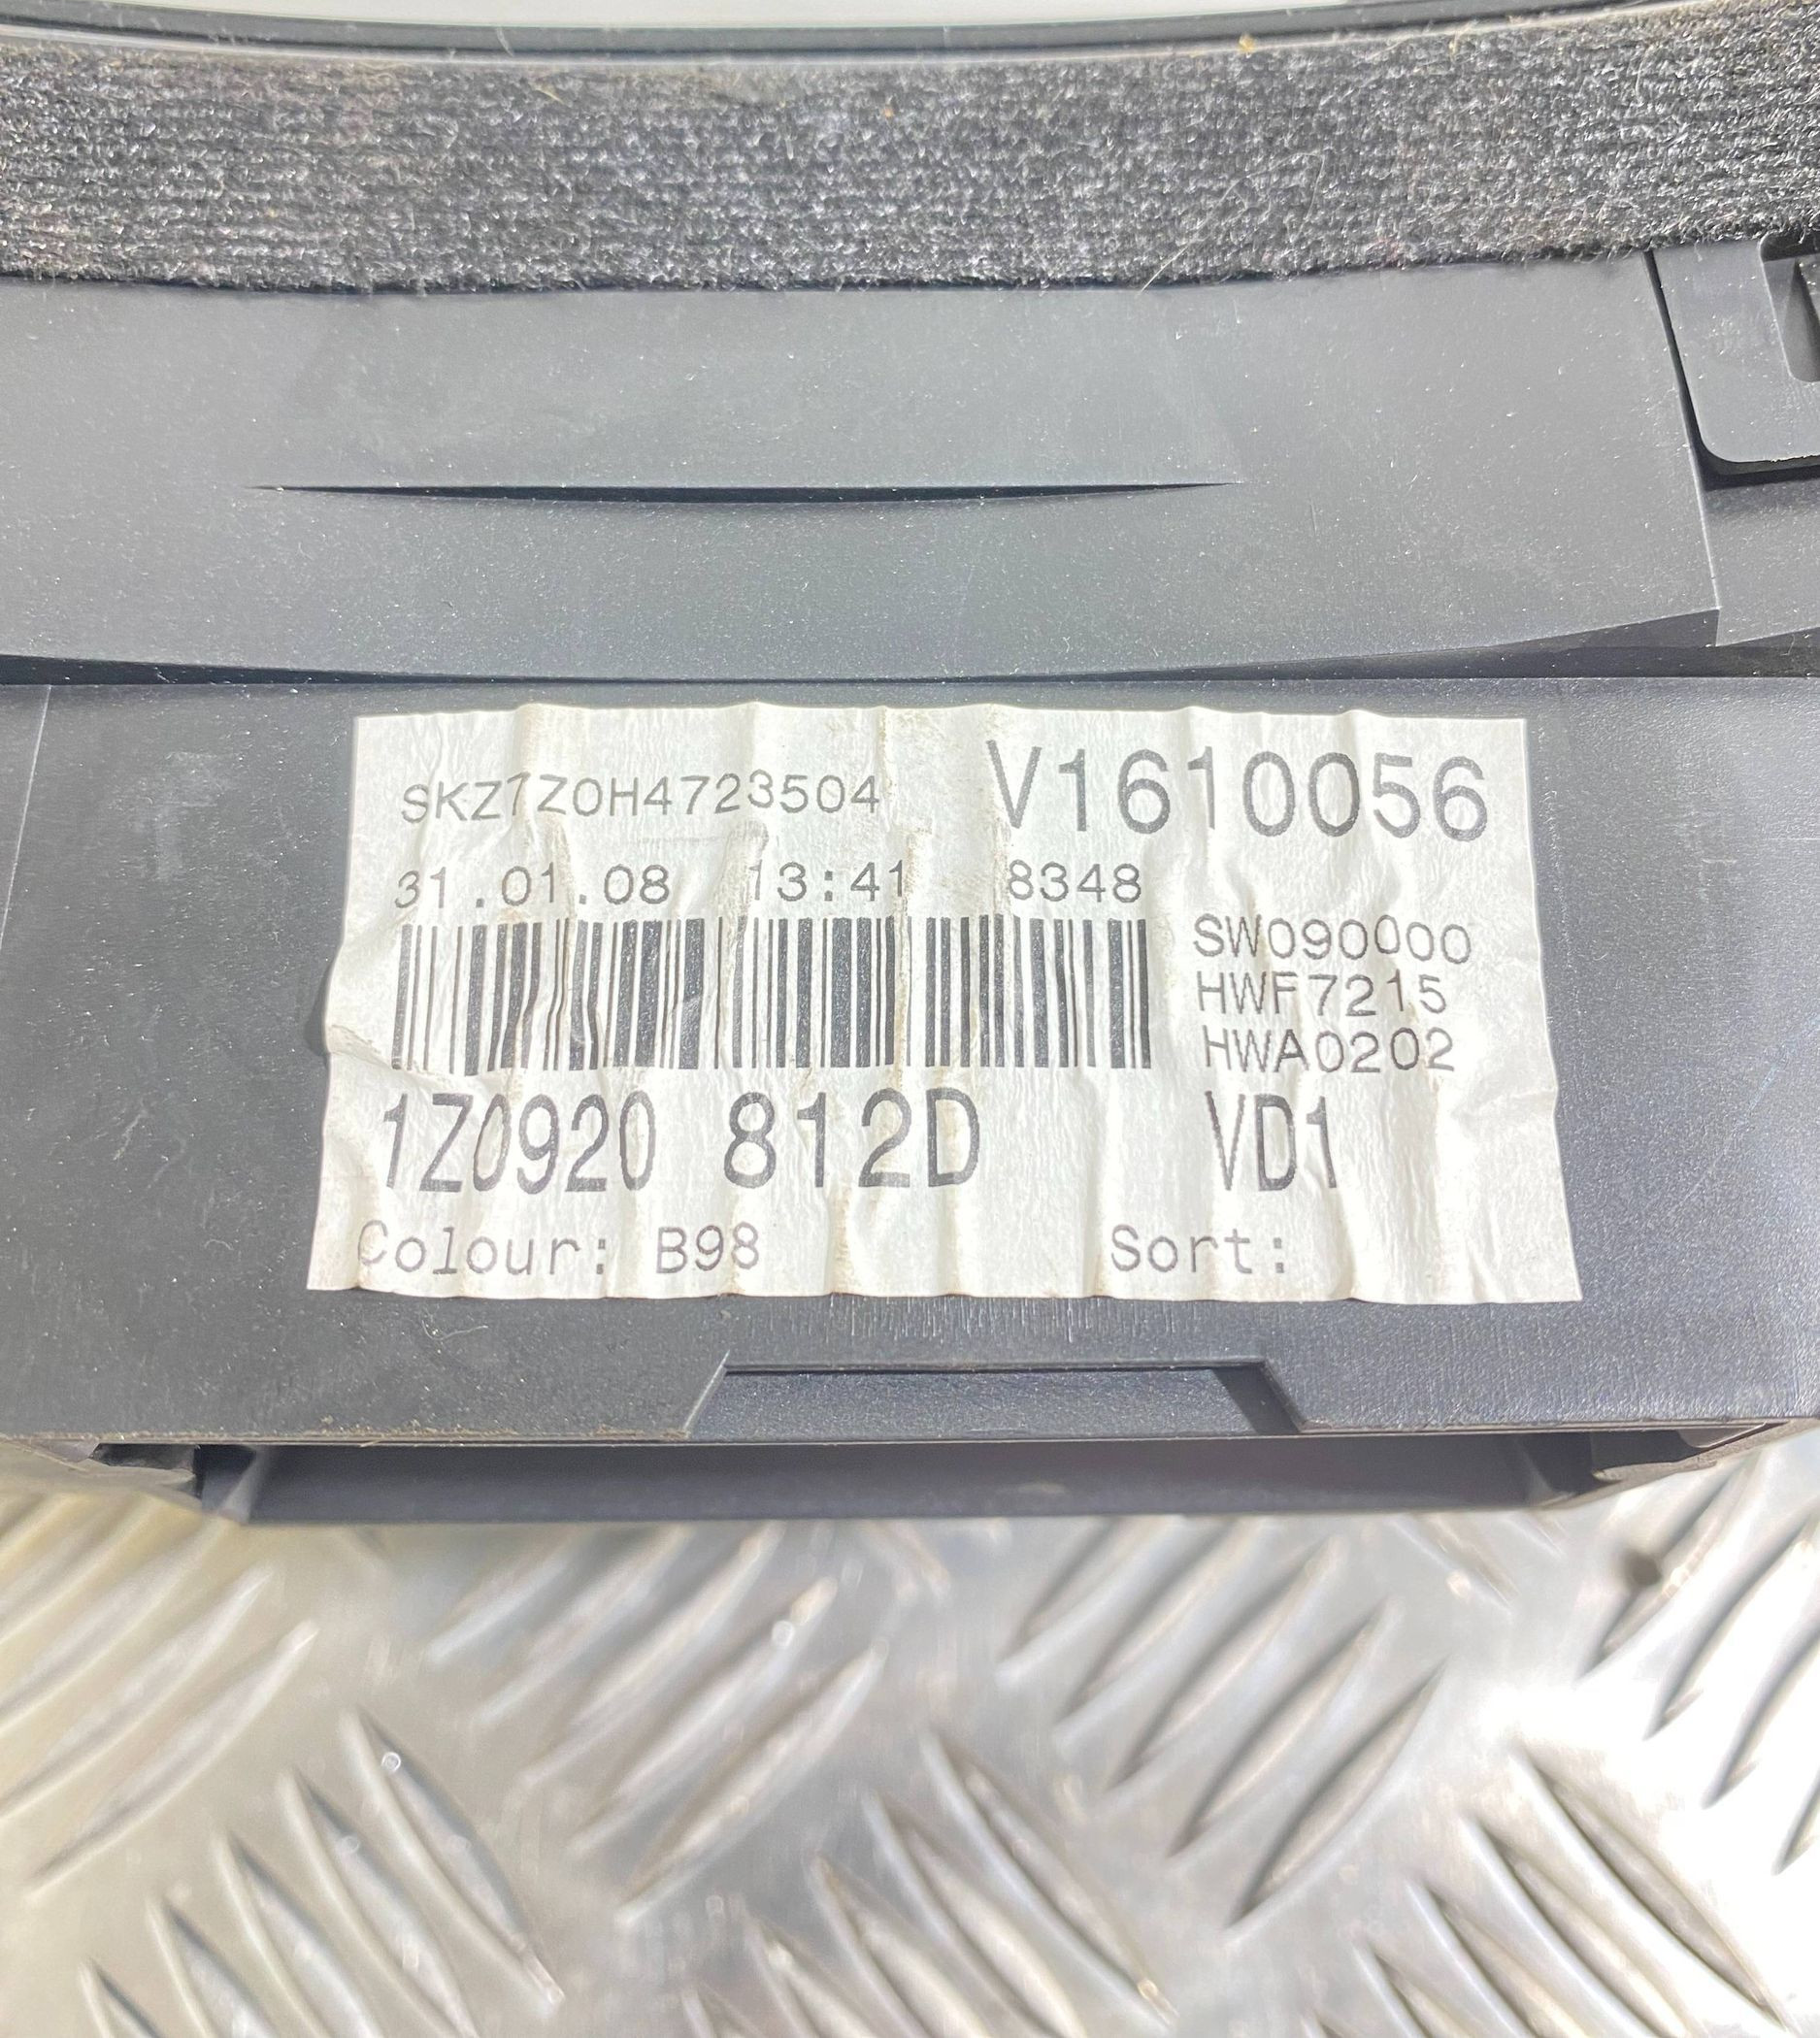 SKZ7Z0H4723504 V1610056
31.01.08 13:41 8348
SW090000
HWF7215
HWA0202
1Z0920 812D VD1
Colour: B98 Sort: